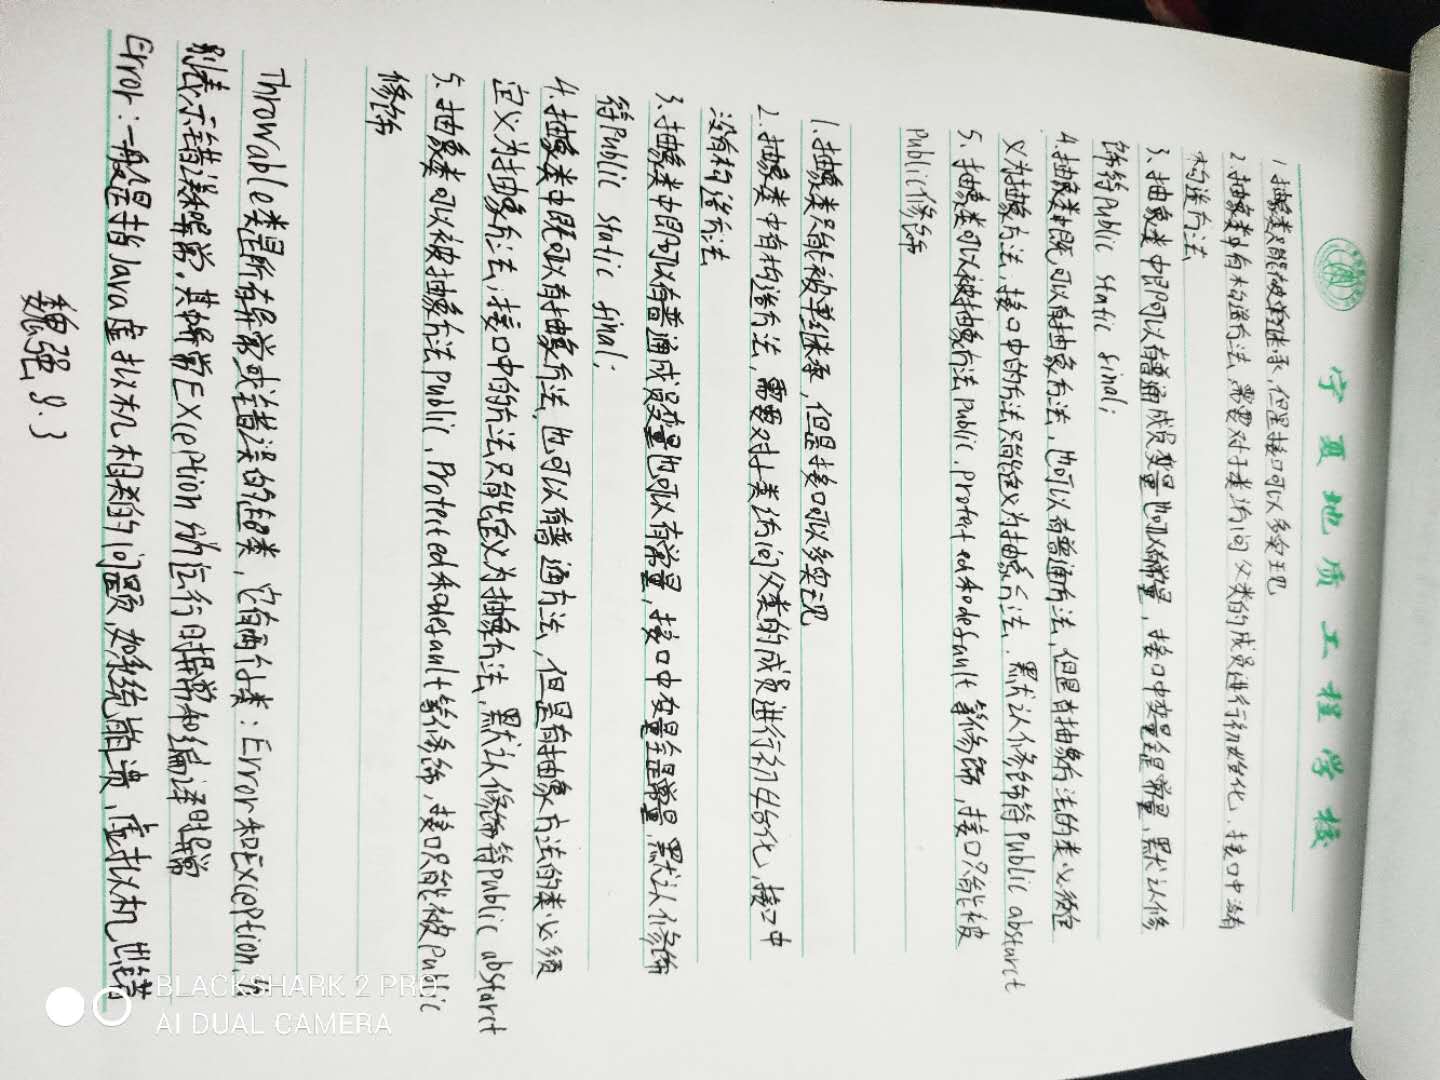 宁夏地质工程学校
1.抽象类只能被单继承,但是接口可以多实现
2.抽象类中有构造方法,需要对子类访问父类的成员进行初始化,接口中没有
构造方法
3.抽象类中即可以有普通成员变量也可以有常量,接口中变量全是常量,默认修
饰符public static final;
4.抽象类中既可以有抽象方法,也可以有普通方法,但是有抽象方法的类必须定
义为抽象方法,接口中的方法只能定义为抽象方法.默认修饰符public absturct
5.抽象类可以被抽象方法public.protected和default等修饰,接口只能被
public修饰
1.抽象类只能被单继承,但是接口可以多实现
2.抽象类中有构造方法,需要对子类访问父类的成员进行初始化,接口中
没有构造方法
3.抽象类中即可以有普通成员变量也可以有常量,接口中变量全是常量.默认修饰
符public static final;
4.抽象类中既可以有抽象方法,也可以有普通方法,但是有抽象方法的类必须
定义为抽象方法,接口中的方法只能定义为抽象方法,默认修饰符public absturct
5.抽象类可以被抽象方法public.protected和default等修饰,接口只能被public
修饰
Throwable类是所有异常或错误的超类,它有两个子类:Error和Exception,分
别表示错误和异常.其中异常Exception分为运行时异常和编译时异常
Error:一般是指Java虚拟机相关的问题,如系统崩溃,虚拟机出错
魏强 9.3
BLACKSHARK 2 PRO
AI DUAL CAMERA